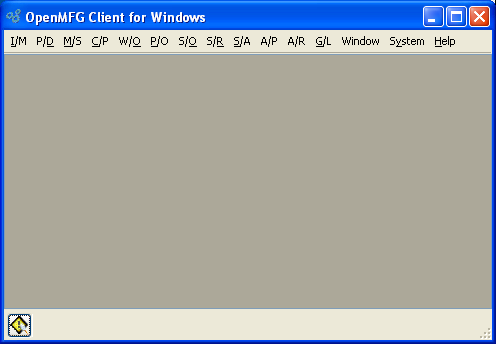 OpenMFG Client for Windows
I/M P/D M/S C/P W/O P/O S/O S/R S/A A/P A/R G/L Window System Help